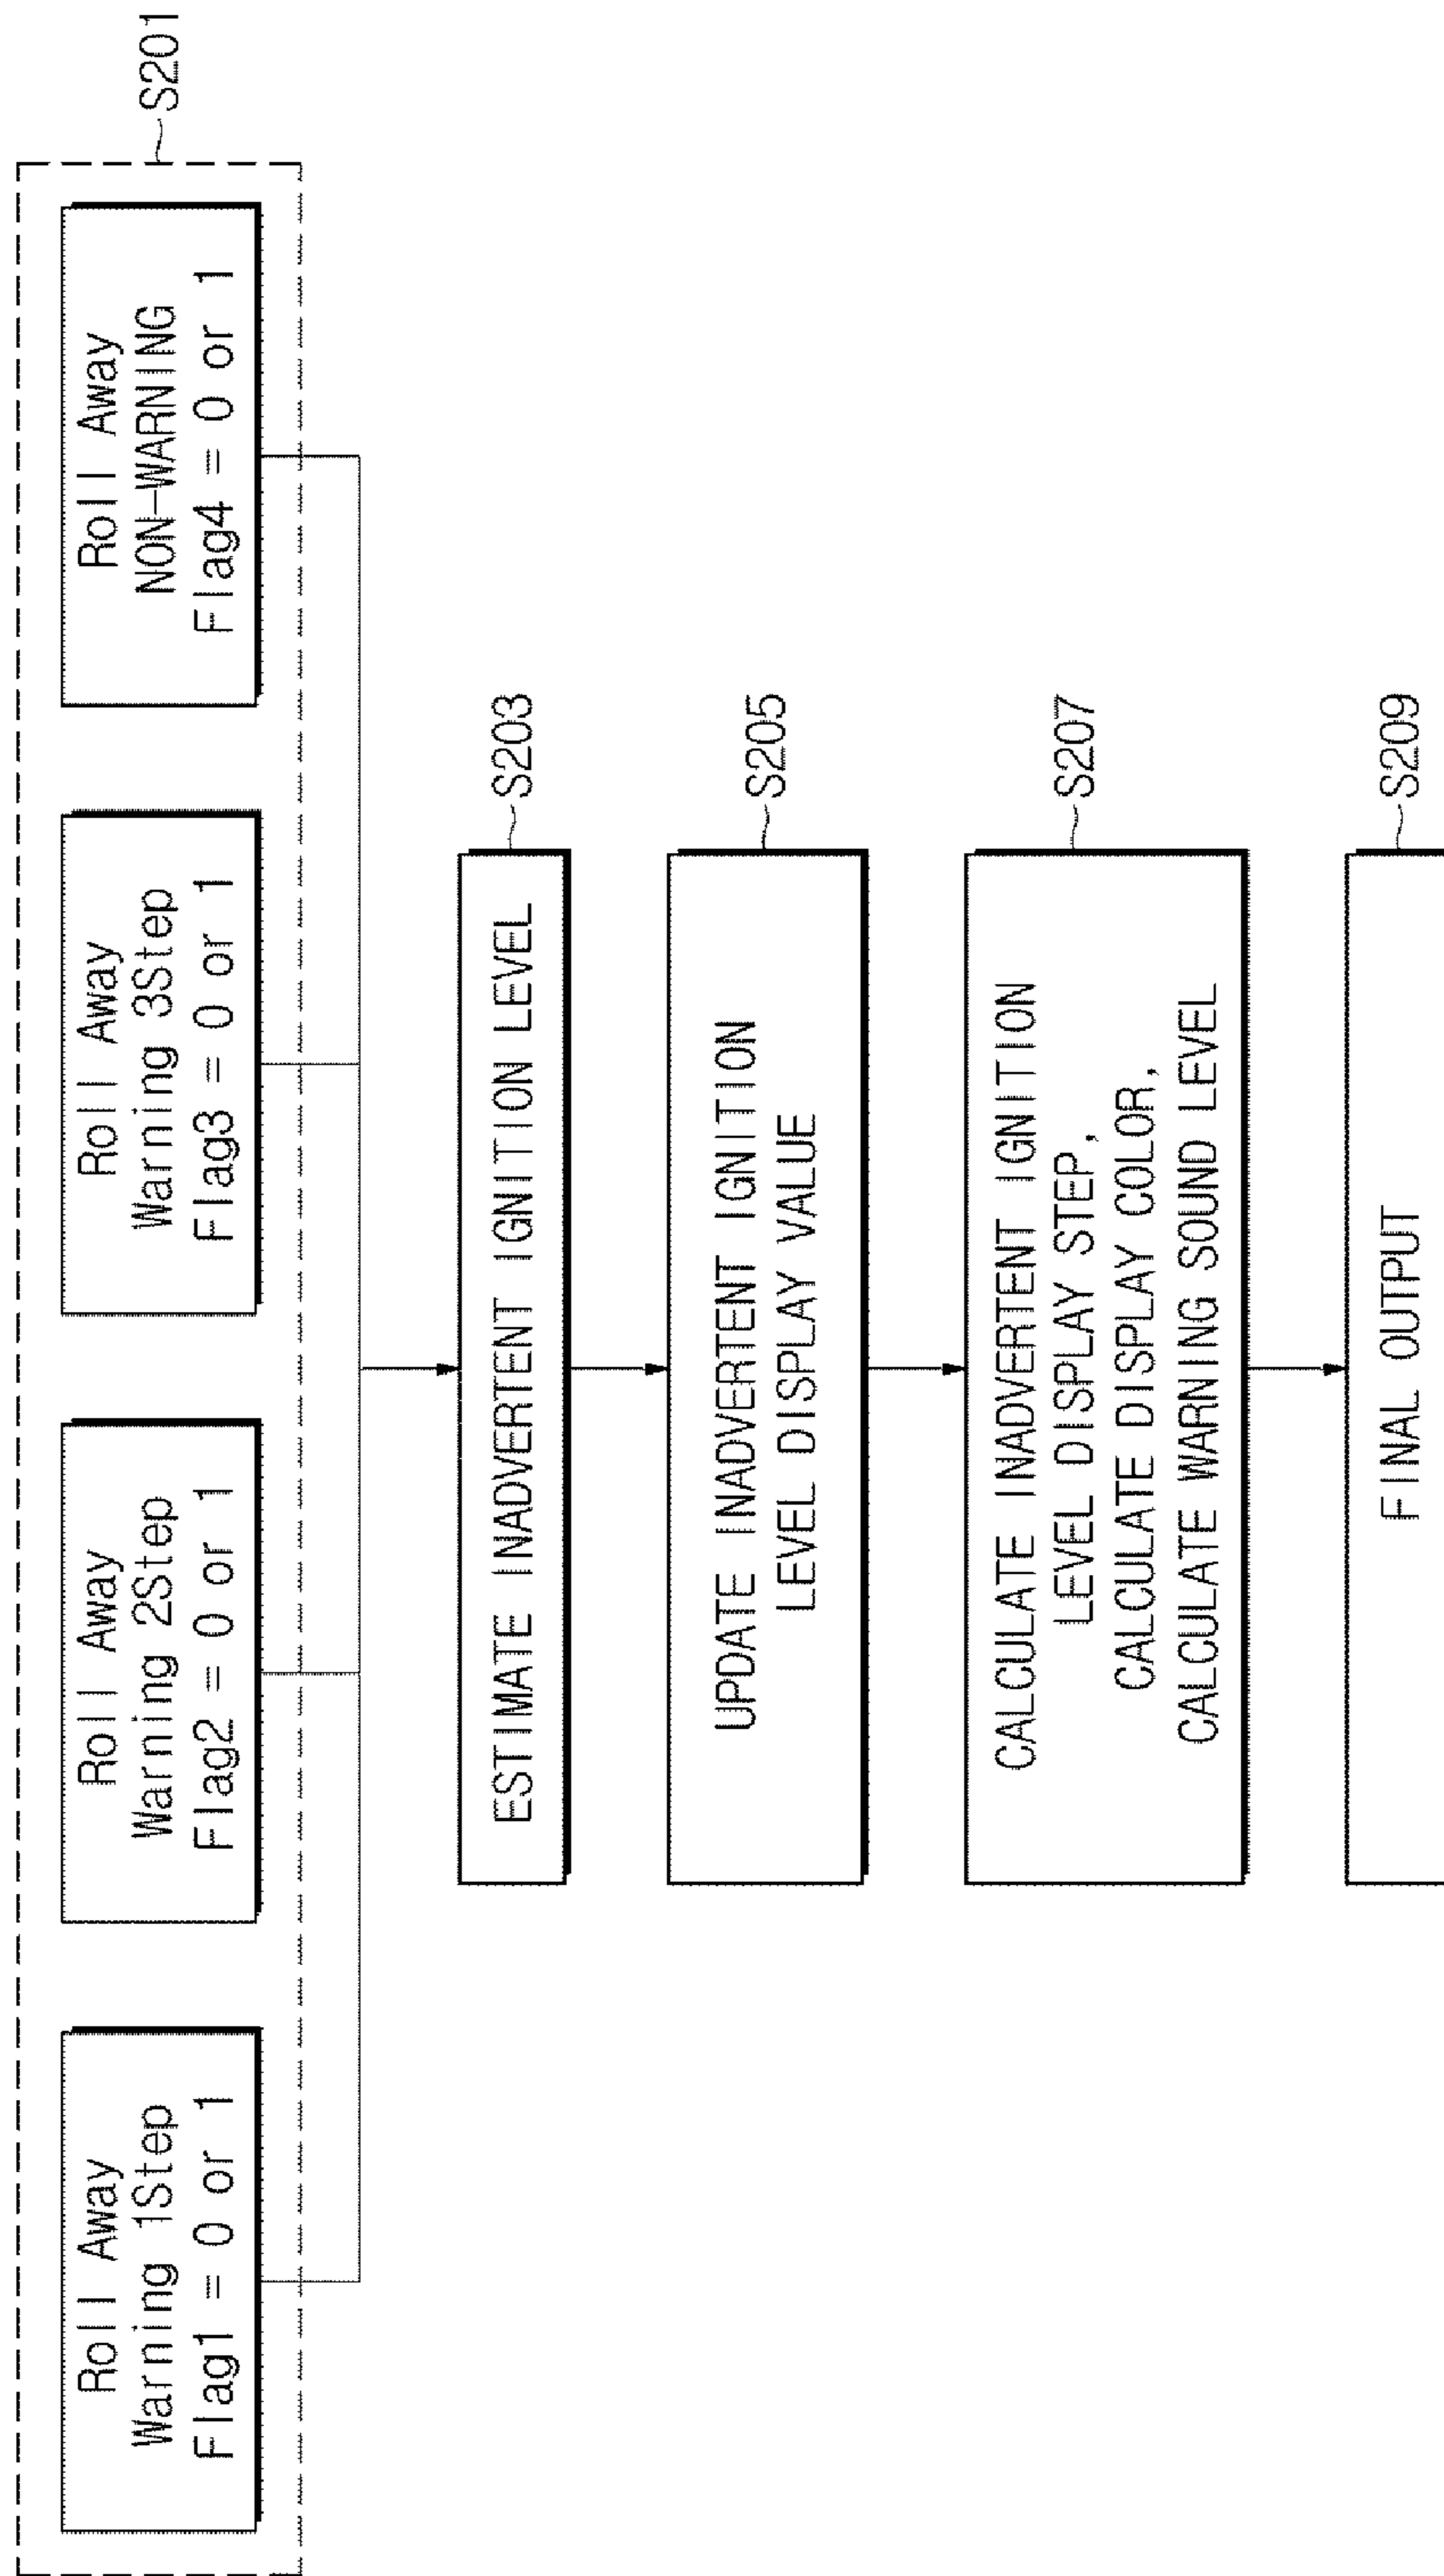 S201
Roll Away
Warning 1Step
Flag1 = 0 or 1
Roll Away
Warning 2Step
Flag2 = 0 or 1
Roll Away
Warning 3Step
Flag3 = 0 or 1
Roll Away
NON-WARNING
Flag4 = 0 or 1
ESTIMATE INADVERTENT IGNITION LEVEL
S203
UPDATE INADVERTENT IGNITION
LEVEL DISPLAY VALUE
S205
CALCULATE INADVERTENT IGNITION
LEVEL DISPLAY STEP,
CALCULATE DISPLAY COLOR,
CALCULATE WARNING SOUND LEVEL
S207
FINAL OUTPUT
S209